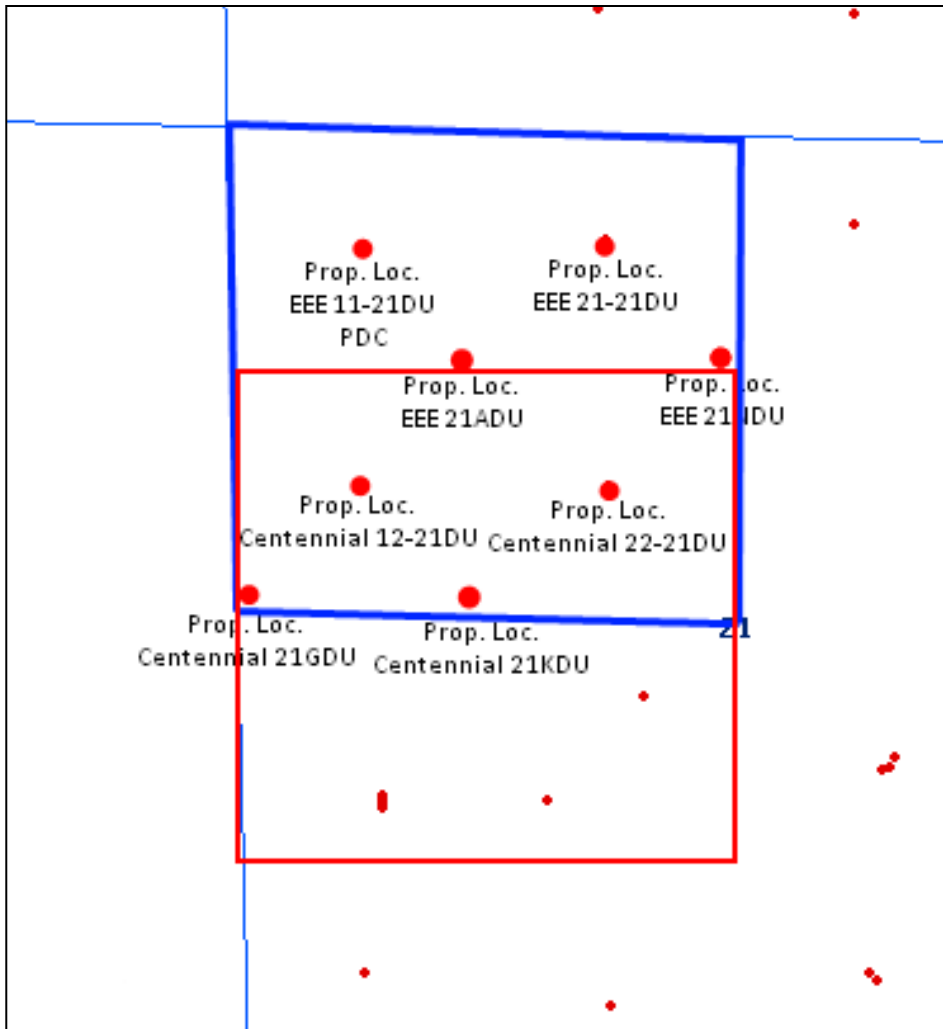 Prop. Loc.
EEE 11-21DU
PDC
Prop. Loc.
EEE 21-21DU
Prop. Loc.
EEE 21ADU
Prop. Loc.
EEE
Prop. Loc.
Centennial 12-21DU
Prop. Loc.
Centennial 22-21DU
Prop. Loc.
Centennial 21GDU
Prop. Loc.
Centennial 21KDU
21